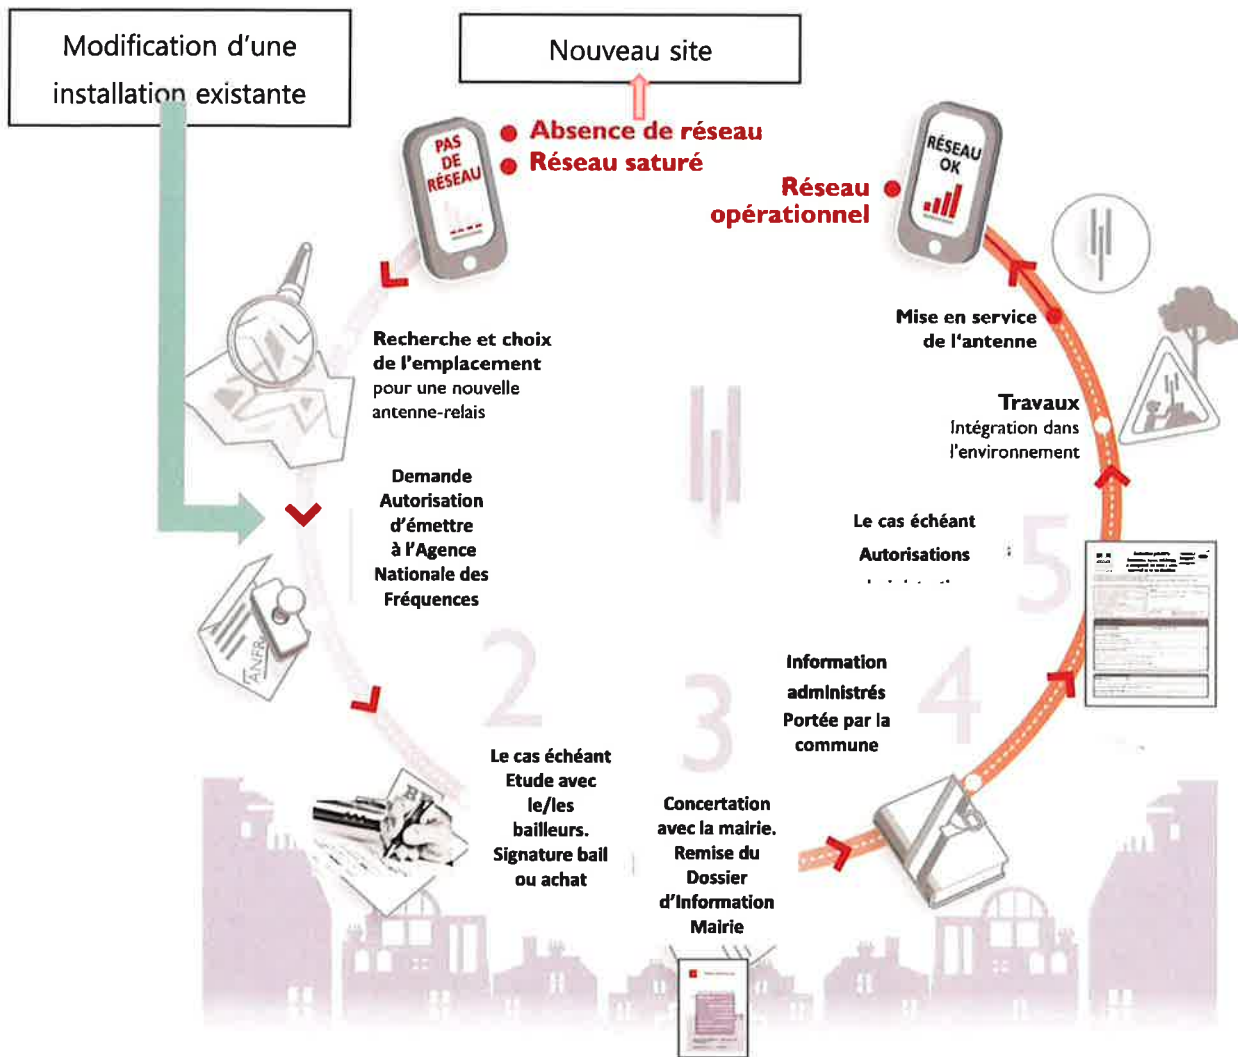 Modification d'une
installation existante
Nouveau site
Absence de réseau
Réseau saturé
PAS
DE
RÉSEAU
RÉSEAU
OK
Réseau
opérationnel
Recherche et choix
de l'emplacement
pour une nouvelle
antenne-relais
Mise en service
de l'antenne
Travaux
Intégration dans
l'environnement
Demande
Autorisation
d'émettre
à l'Agence
Nationale des
Fréquences
ANFR
Le cas échéant
Autorisations
5
2
3
4
Information
administrés
Portée par la
commune
Le cas échéant
Etude avec
le/les
bailleurs.
Signature bail
ou achat
Concertation
avec la mairie.
Remise du
Dossier
d'Information
Mairie